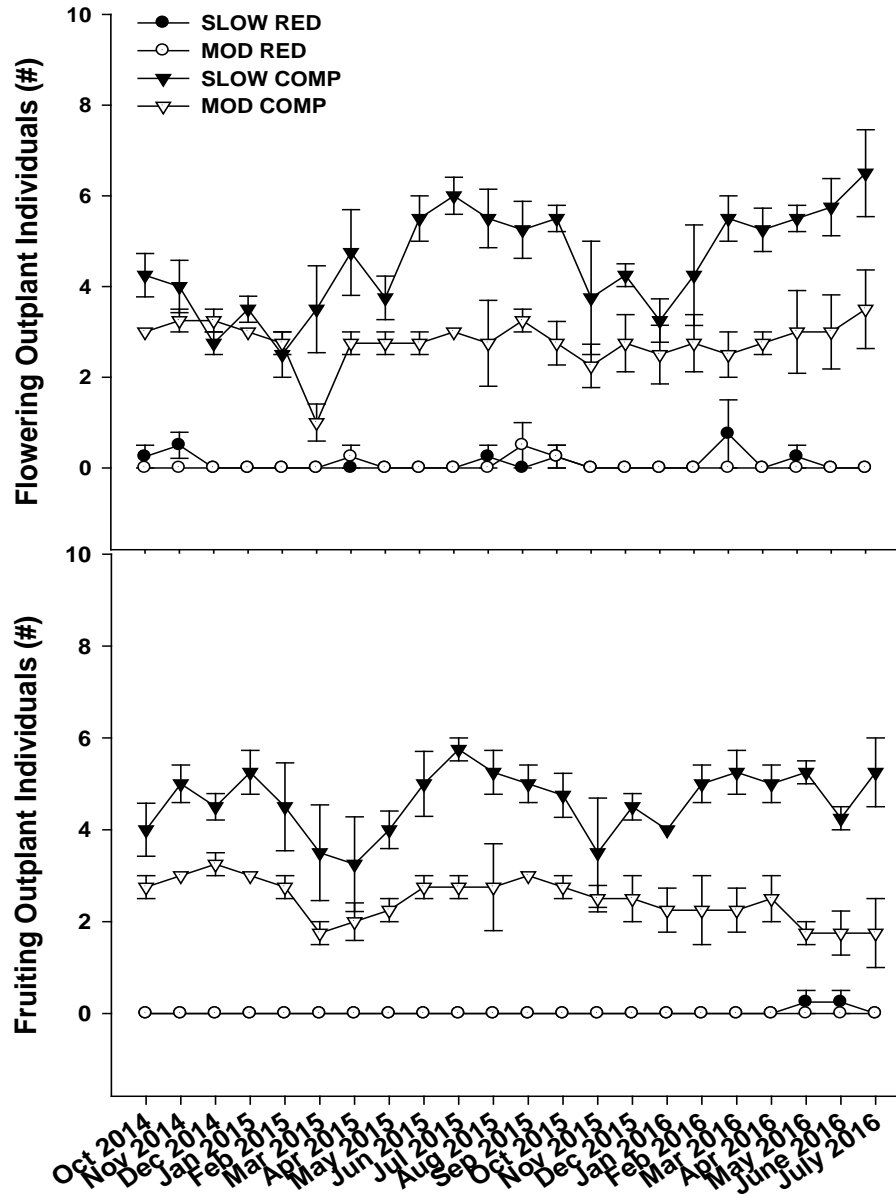 10
SLOW RED
MOD RED
SLOW COMP
MOD COMP
8
6
4
2
0
Flowering Outplant Individuals (#)
10
8
6
4
2
0
Fruiting Outplant Individuals (#)
Oct 2014
Nov 2014
Dec 2014
Jan 2015
Feb 2015
Mar 2015
Apr 2015
May 2015
Jun 2015
Jul 2015
Aug 2015
Sep 2015
Oct 2015
Nov 2015
Dec 2015
Jan 2016
Feb 2016
Mar 2016
Apr 2016
May 2016
June 2016
July 2016